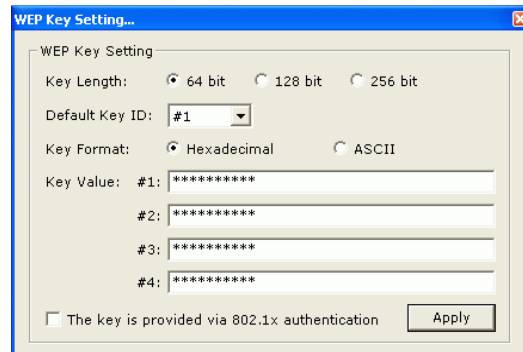 WEP Key Setting...
WEP Key Setting
Key Length: 64 bit 128 bit 256 bit
Default Key ID: #1
Key Format: Hexadecimal ASCII
Key Value: #1: **********
#2: **********
#3: **********
#4: **********
The key is provided via 802.1x authentication Apply